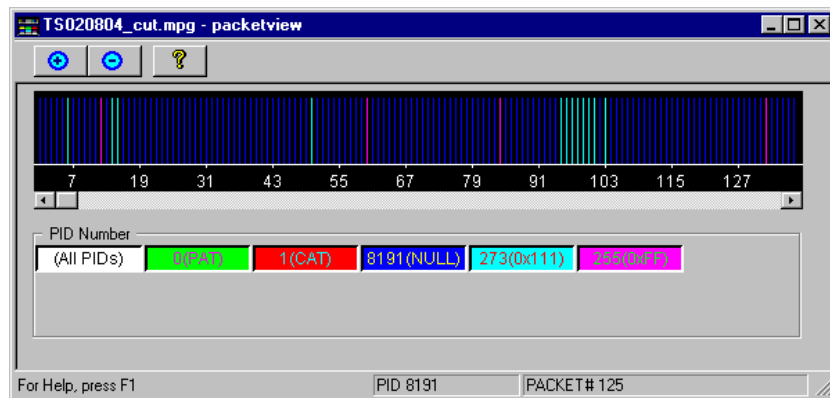 TS020804_cut.mpg - packetview
7 19 31 43 55 67 79 91 103 115 127
PID Number
(All PIDs) 0(PAT) 1(CAT) 8191(NULL) 273(0x111) 255(0xFF)
For Help, press F1 PID 8191 PACKET# 125